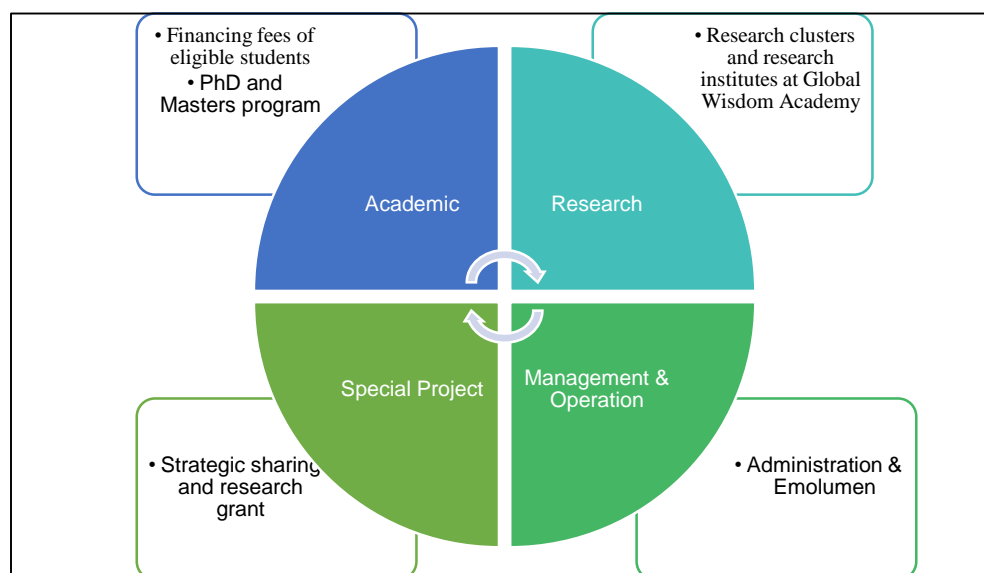 • Financing fees of
eligible students
• PhD and
Masters program
• Research clusters
and research
institutes at Global
Wisdom Academy
Academic
Research
Special Project
Management &
Operation
• Strategic sharing
and research
grant
• Administration &
Emolumen